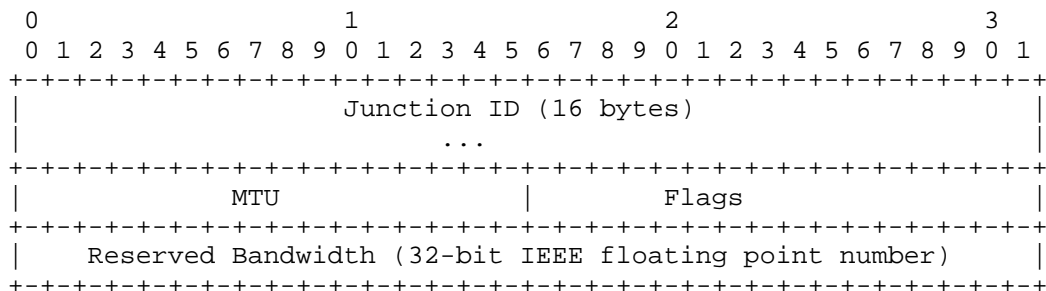 0                   1                   2                   3
 0 1 2 3 4 5 6 7 8 9 0 1 2 3 4 5 6 7 8 9 0 1 2 3 4 5 6 7 8 9 0 1
+-+-+-+-+-+-+-+-+-+-+-+-+-+-+-+-+-+-+-+-+-+-+-+-+-+-+-+-+-+-+-+-+
|                    Junction ID (16 bytes)                     |
|                          ...                                  |
+-+-+-+-+-+-+-+-+-+-+-+-+-+-+-+-+-+-+-+-+-+-+-+-+-+-+-+-+-+-+-+-+
|             MTU               |        Flags                  |
+-+-+-+-+-+-+-+-+-+-+-+-+-+-+-+-+-+-+-+-+-+-+-+-+-+-+-+-+-+-+-+-+
|    Reserved Bandwidth (32-bit IEEE floating point number)     |
+-+-+-+-+-+-+-+-+-+-+-+-+-+-+-+-+-+-+-+-+-+-+-+-+-+-+-+-+-+-+-+-+